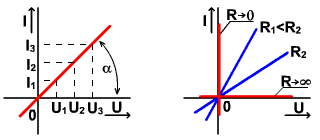 I
I₃
I₂
I₁
α
0
U₁ U₂ U₃ U
I
R→0
R₁<R₂
R₂
R→∞
0
U